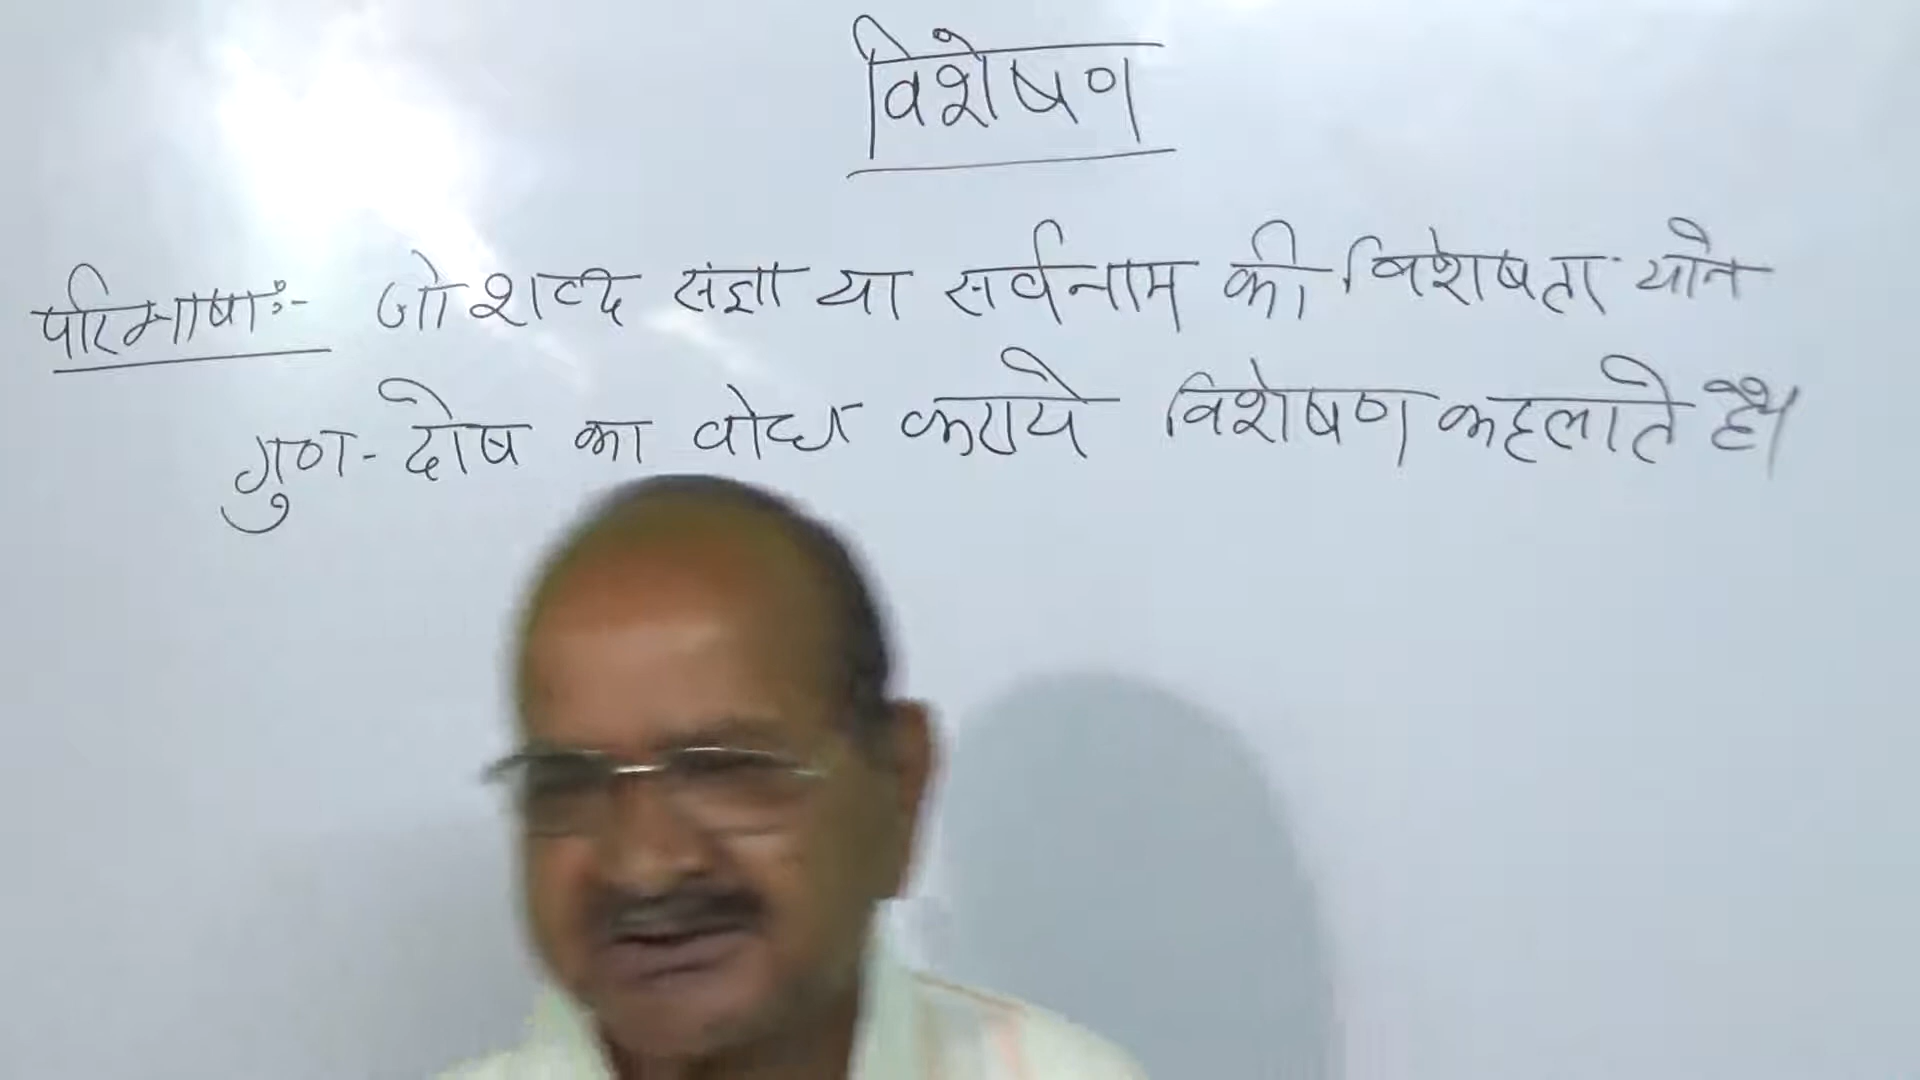 विशेषण
परिभाषाः- जो शब्द संज्ञा या सर्वनाम की विशेषता याने
गुण-दोष का वोध कराये विशेषण कहलाते है।